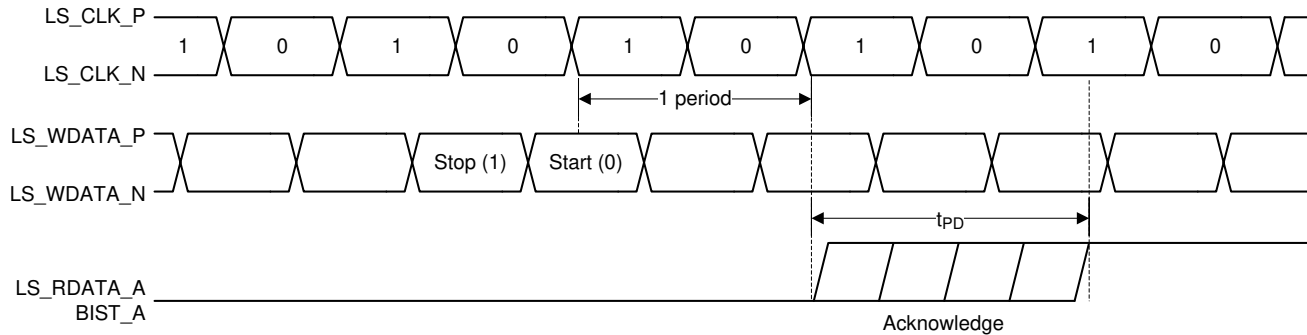 LS_CLK_P
1 0 1 0 1 0 1 0 1 0
LS_CLK_N
1 period
LS_WDATA_P
Stop (1) Start (0)
LS_WDATA_N
tPD
LS_RDATA_A
BIST_A
Acknowledge